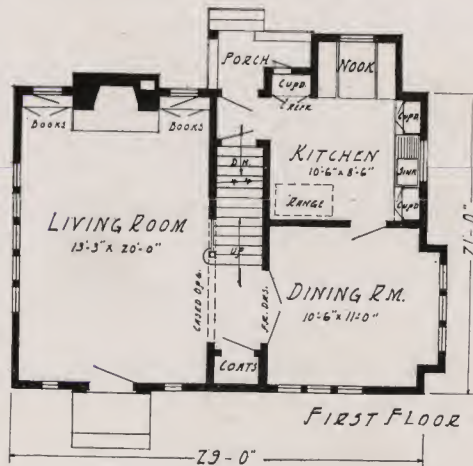 PORCH
NOOK
CUPD.
REFR.
CUPD.
BOOKS
BOOKS
D.N.
KITCHEN
10'-6" x 8'-6"
SINK
RANGE
CUPD.
LIVING ROOM
13'-3" x 20'-0"
UP
CASED OPG.
FR. DRS.
DINING RM.
10'-6" x 11'-0"
21'-0"
COATS
FIRST FLOOR
29-0"